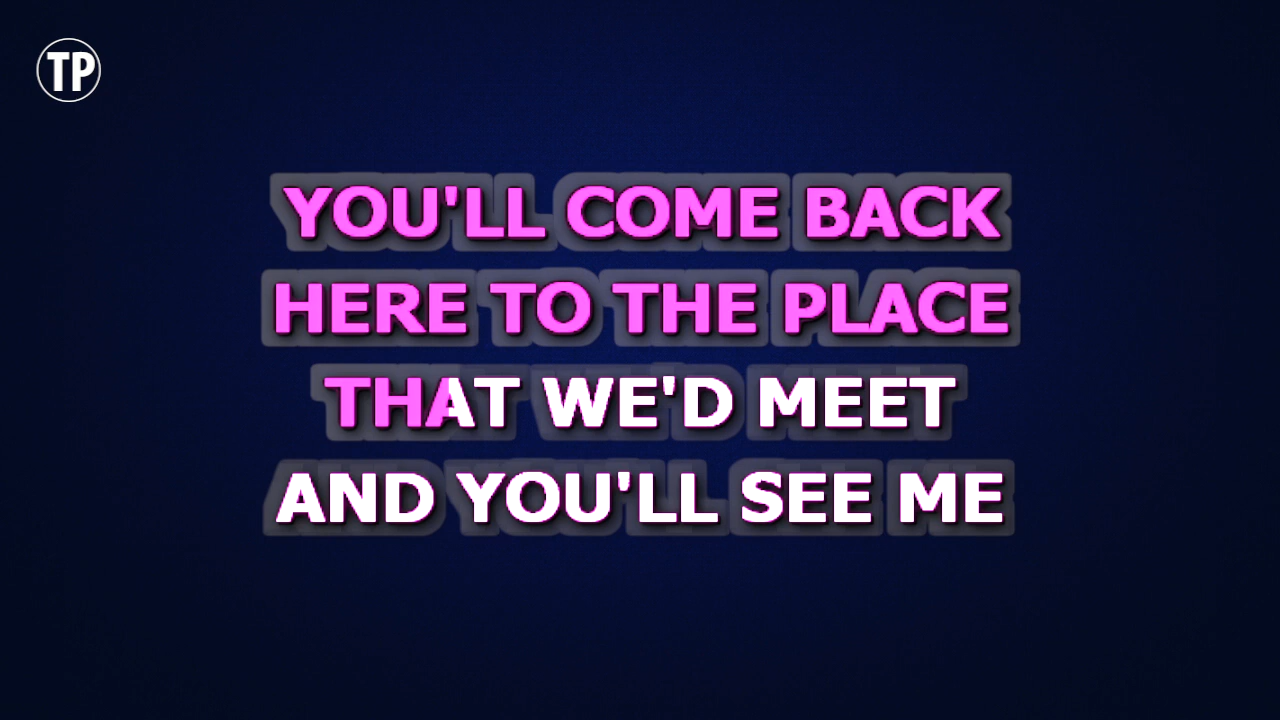 TP
YOU'LL COME BACK
HERE TO THE PLACE
THAT WE'D MEET
AND YOU'LL SEE ME